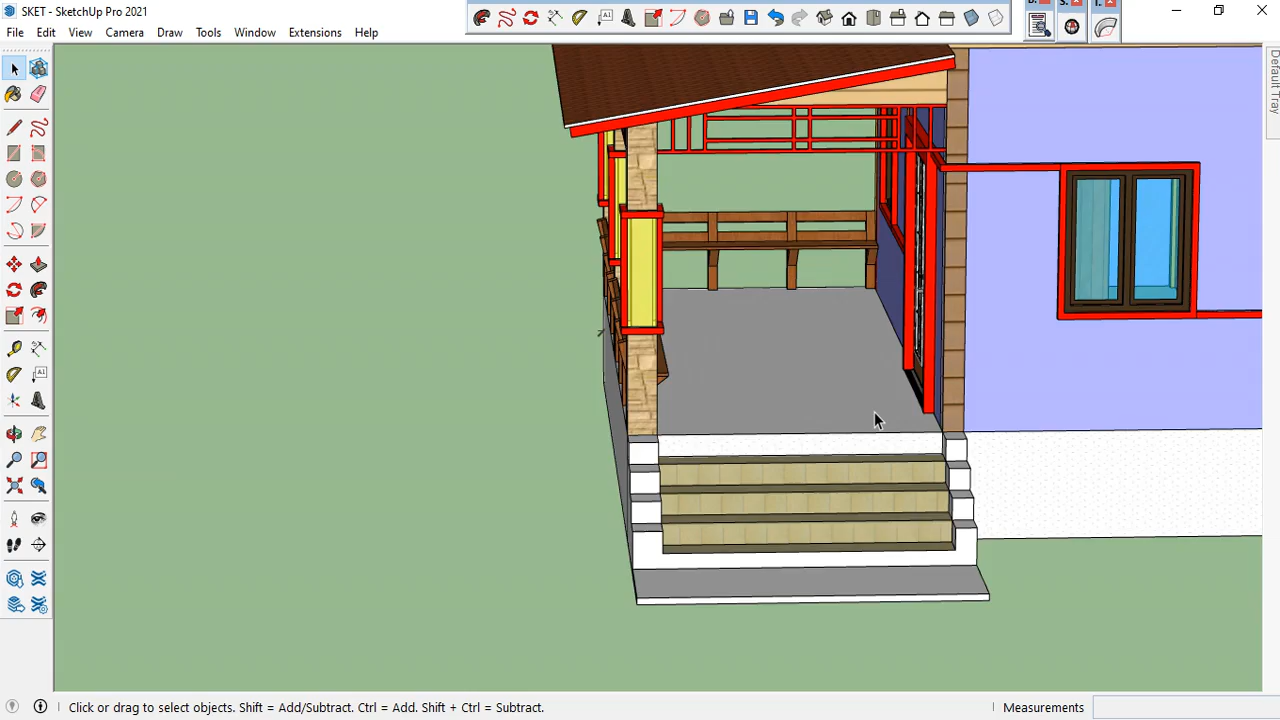 SKET - SketchUp Pro 2021
File Edit View Camera Draw Tools Window Extensions Help
Default Tray
Click or drag to select objects. Shift = Add/Subtract. Ctrl = Add. Shift + Ctrl = Subtract.
Measurements